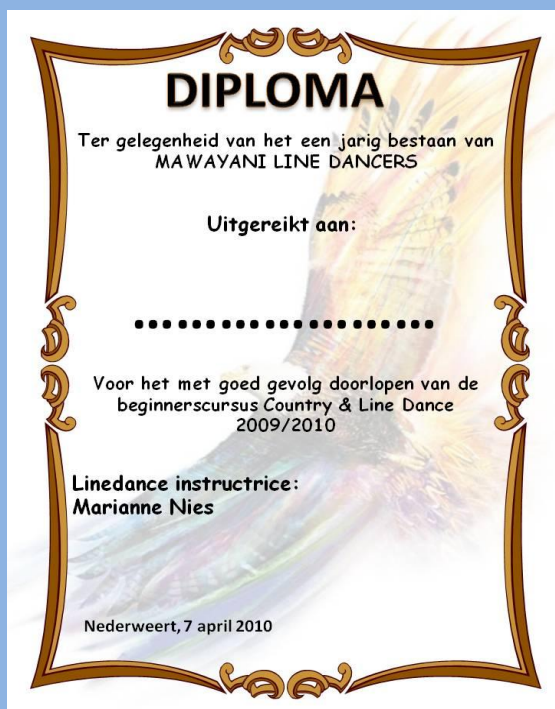 DIPLOMA
Ter gelegenheid van het een jarig bestaan van
MAWAYANI LINE DANCERS
Uitgereikt aan:
.....................
Voor het met goed gevolg doorlopen van de
beginnerscursus Country & Line Dance
2009/2010
Linedance instructrice:
Marianne Nies
Nederweert, 7 april 2010